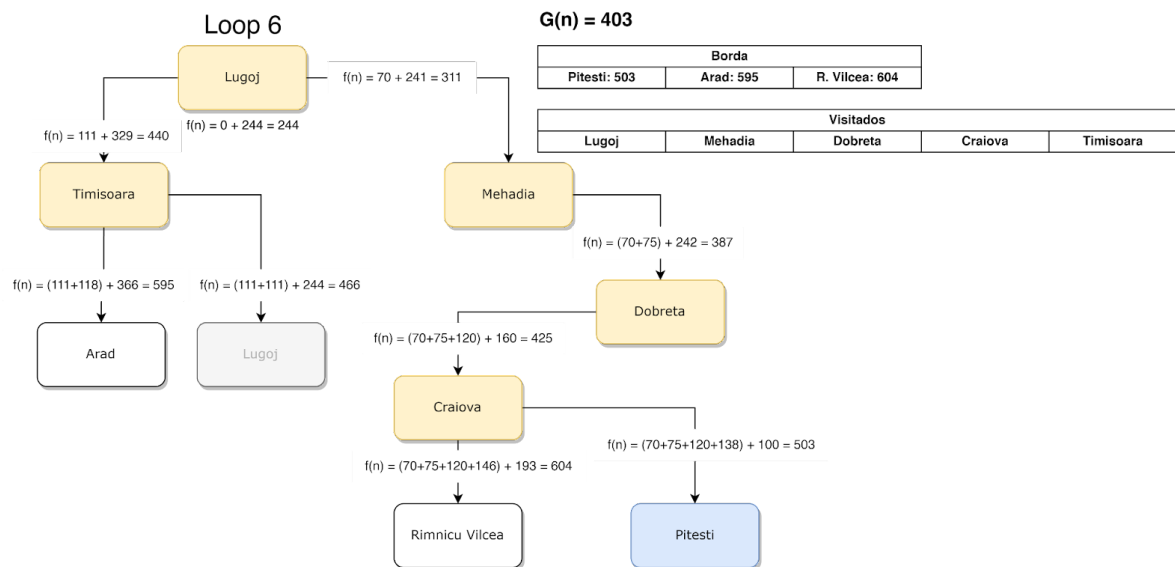 Loop 6
G(n) = 403
Borda
Pitesti: 503 Arad: 595 R. Vilcea: 604
Visitados
Lugoj Mehadia Dobreta Craiova Timisoara
Lugoj
f(n) = 70 + 241 = 311
f(n) = 0 + 244 = 244
f(n) = 111 + 329 = 440
Timisoara
Mehadia
f(n) = (70+75) + 242 = 387
f(n) = (111+118) + 366 = 595
f(n) = (111+111) + 244 = 466
Dobreta
Arad
Lugoj
f(n) = (70+75+120) + 160 = 425
Craiova
f(n) = (70+75+120+138) + 100 = 503
f(n) = (70+75+120+146) + 193 = 604
Rimnicu Vilcea
Pitesti